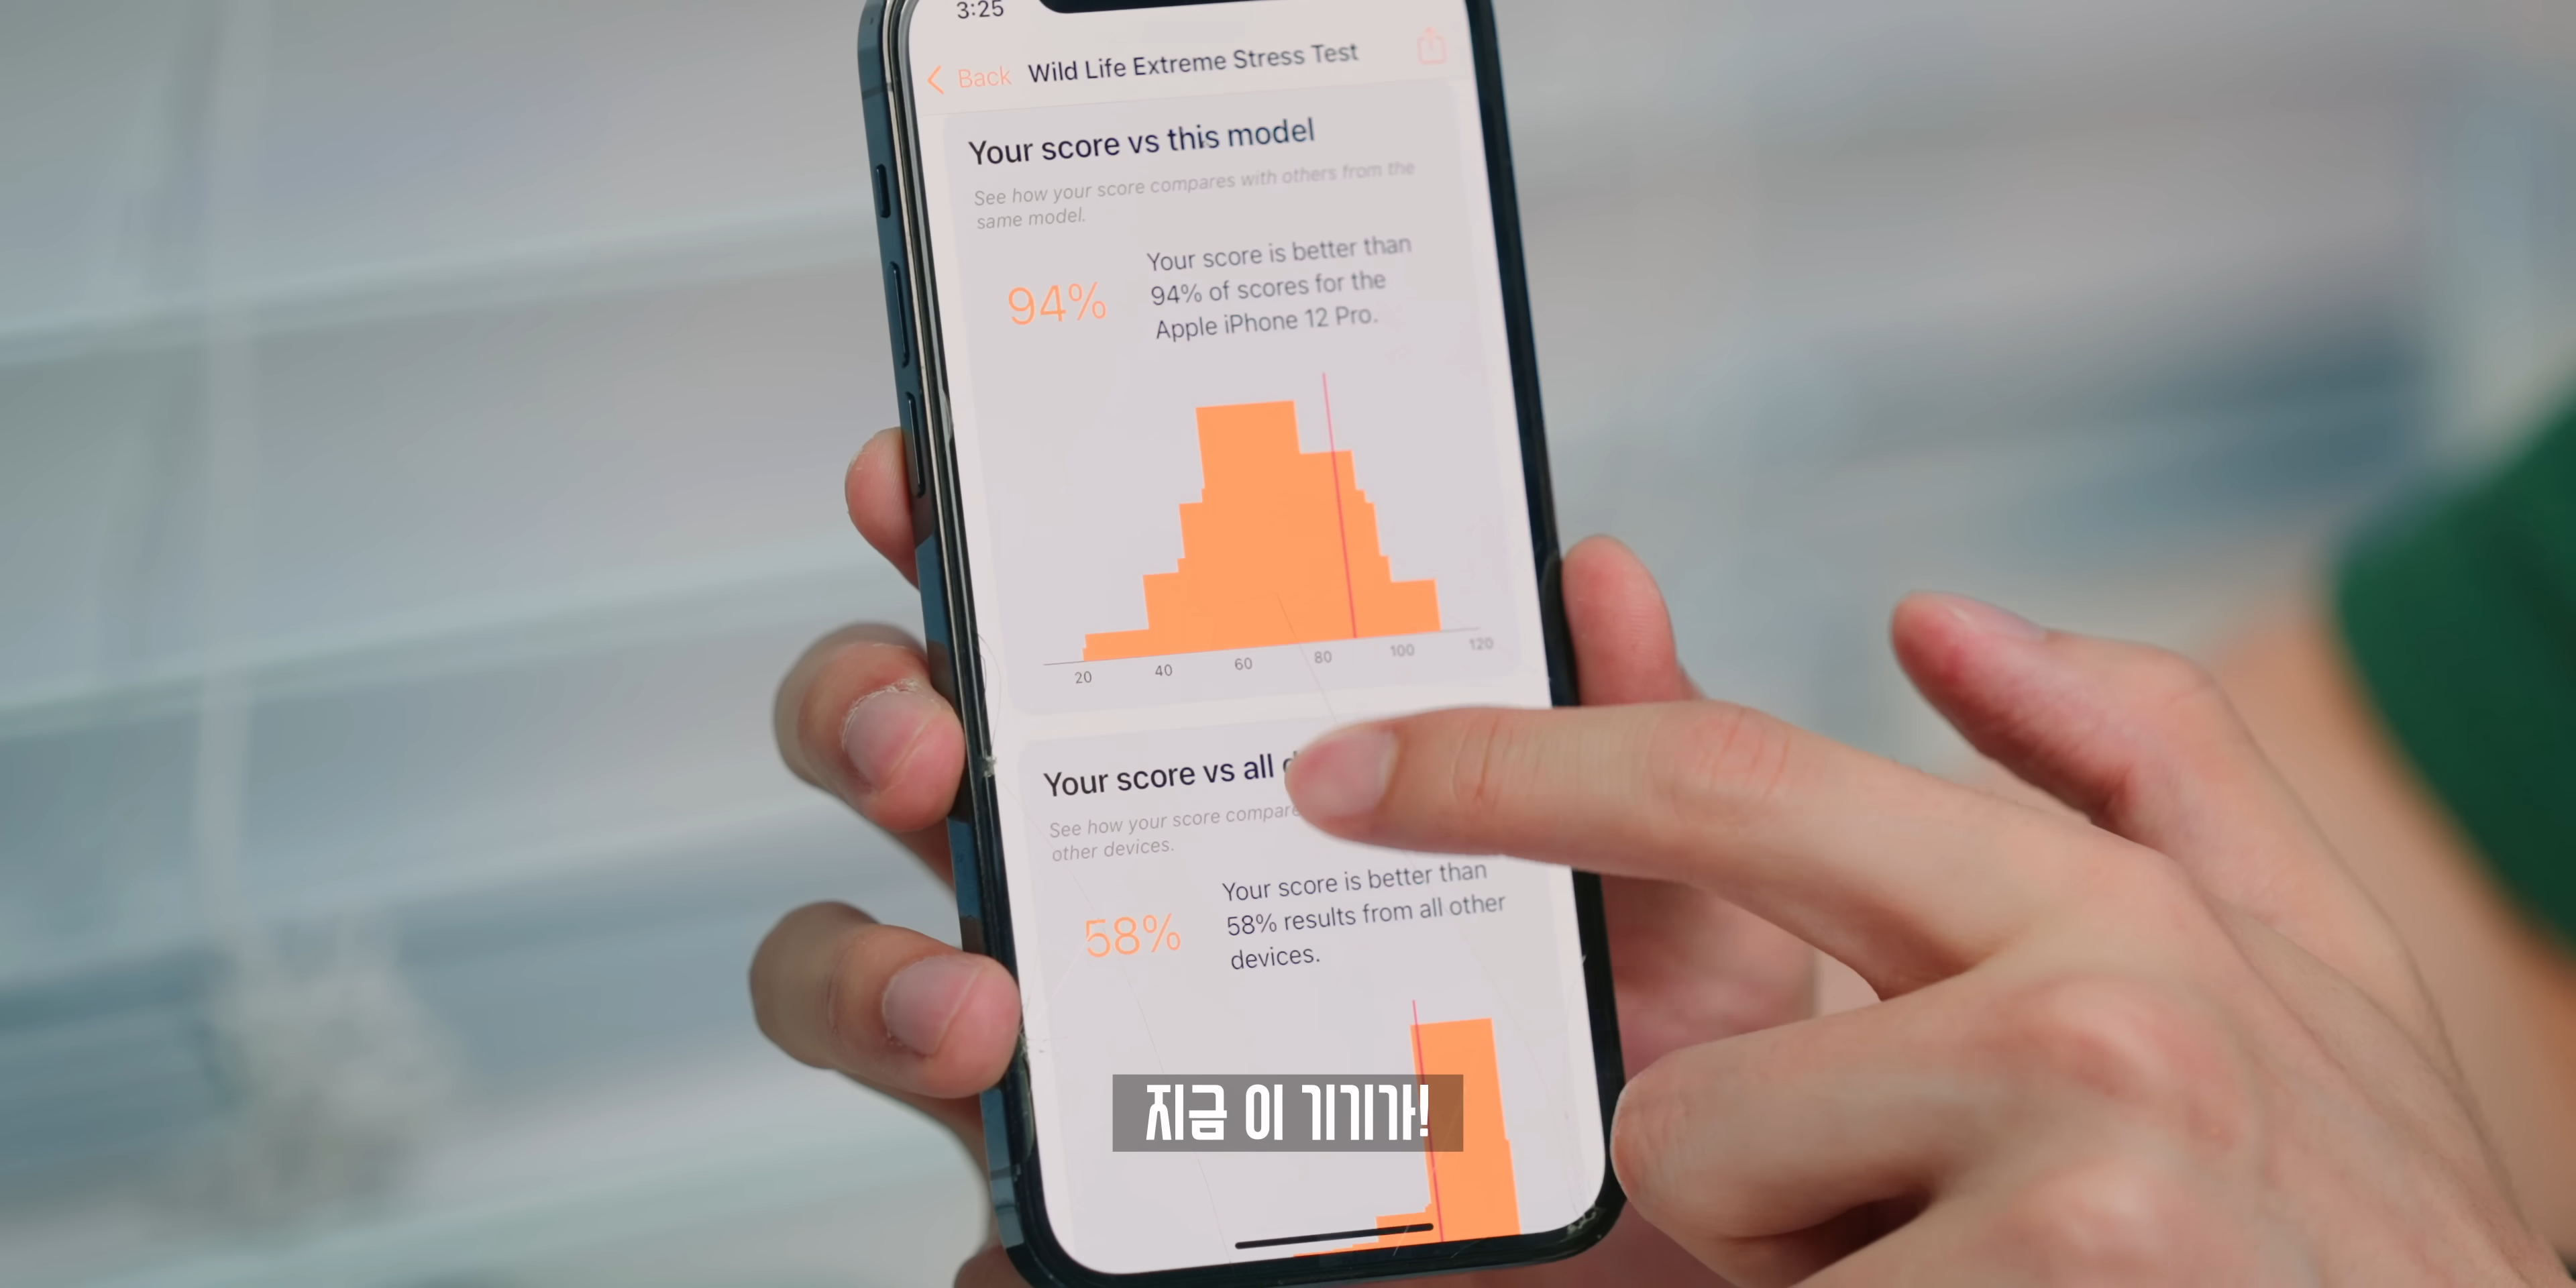 3:25
Back Wild Life Extreme Stress Test
Your score vs this model
See how your score compares with others from the
same model.
94%
Your score is better than
94% of scores for the
Apple iPhone 12 Pro.
20 40 60 80 100 120
Your score vs all
See how your score
other devices.
58%
Your score is better than
58% results from all other
devices.
지금 이 기기가!